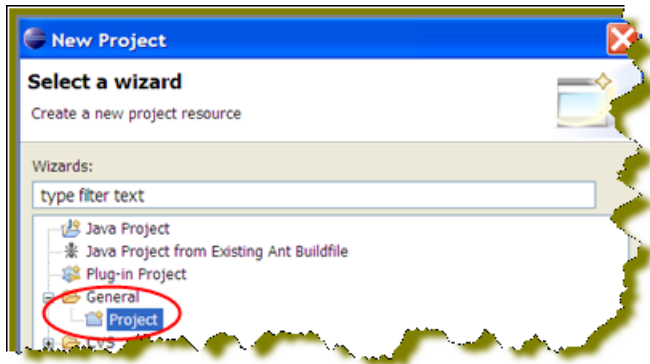 New Project
Select a wizard
Create a new project resource
Wizards:
type filter text
Java Project
Java Project from Existing Ant Buildfile
Plug-in Project
General
Project
CVS